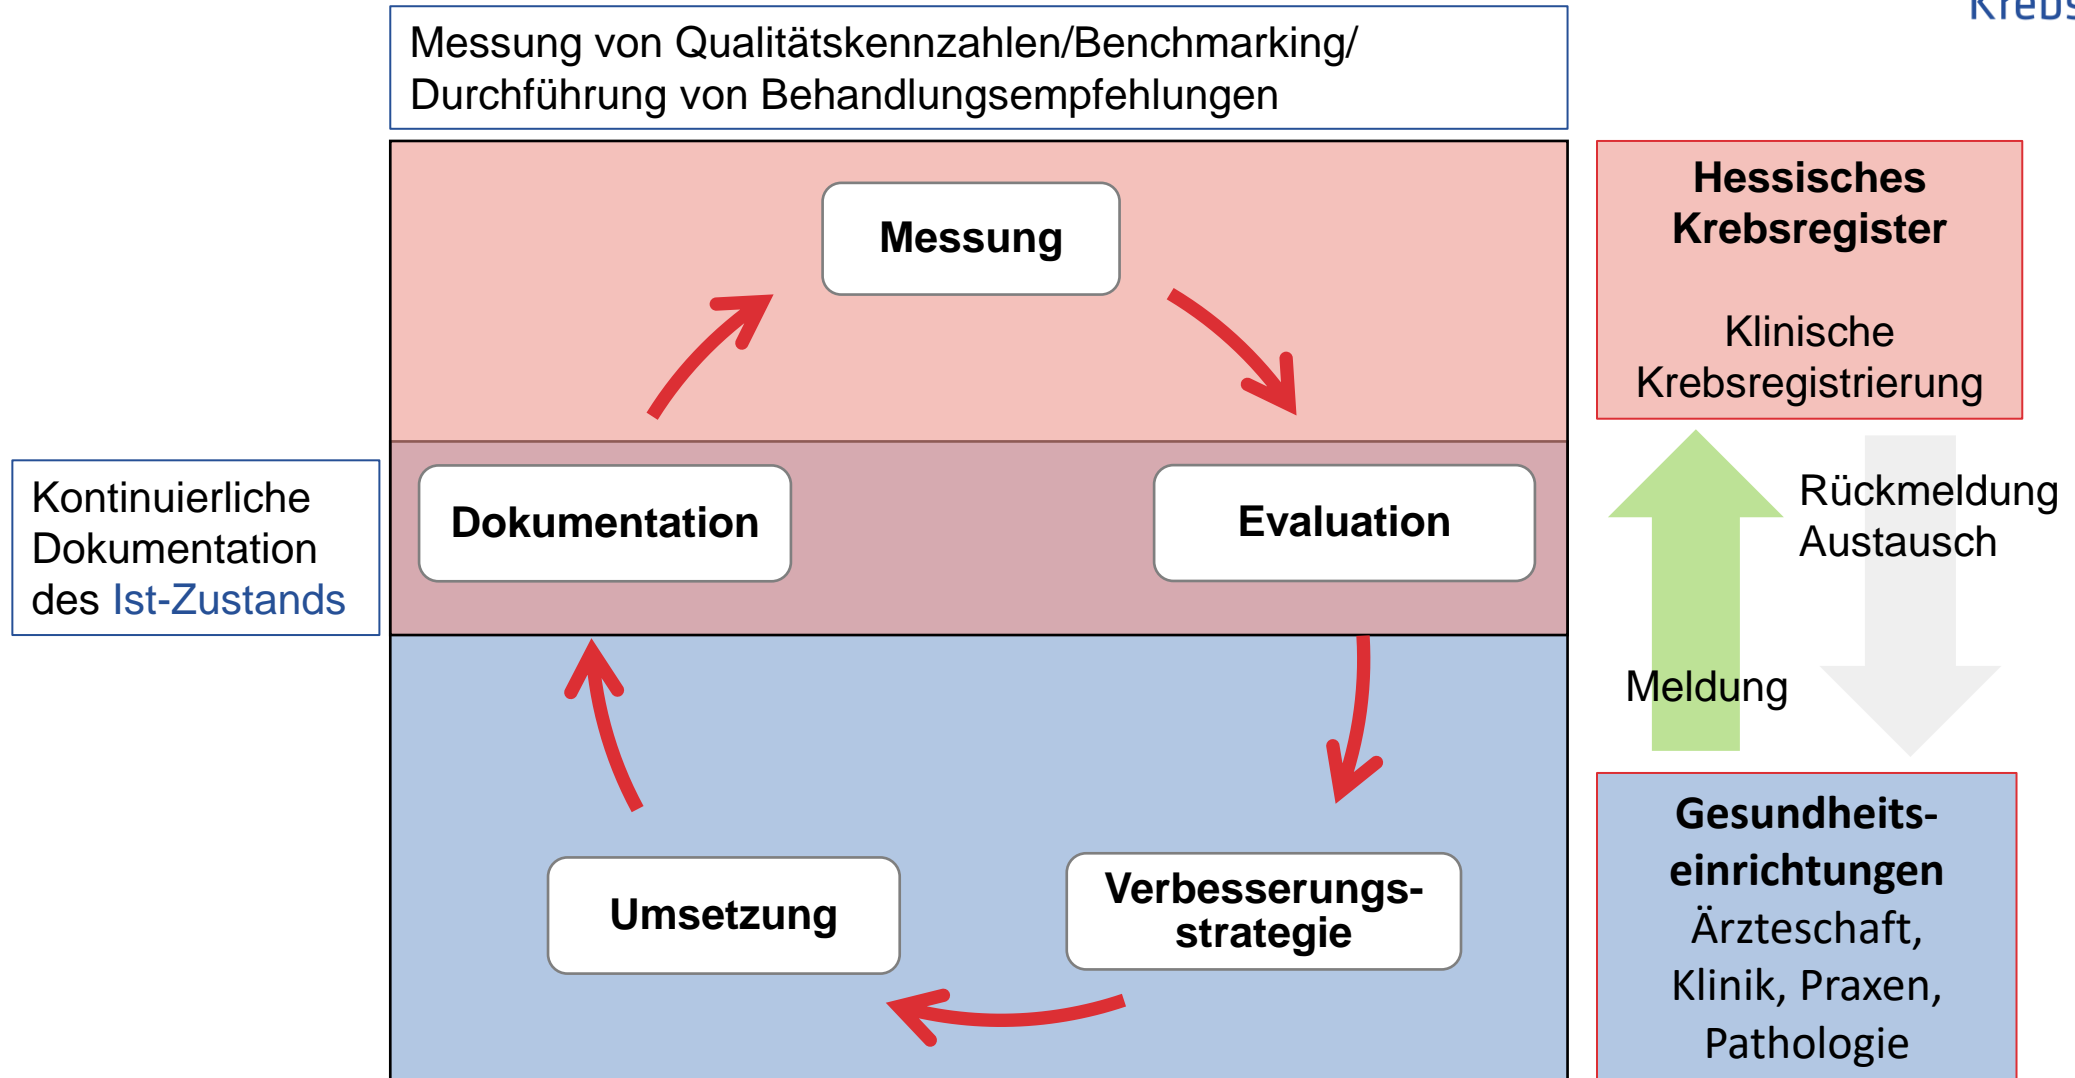 Krebs
Messung von Qualitätskennzahlen/Benchmarking/
Durchführung von Behandlungsempfehlungen
Messung
Hessisches
Krebsregister
Klinische
Krebsregistrierung
Kontinuierliche
Dokumentation
des Ist-Zustands
Dokumentation
Evaluation
Rückmeldung
Austausch
Meldung
Umsetzung
Verbesserungs-
strategie
Gesundheits-
einrichtungen
Ärzteschaft,
Klinik, Praxen,
Pathologie